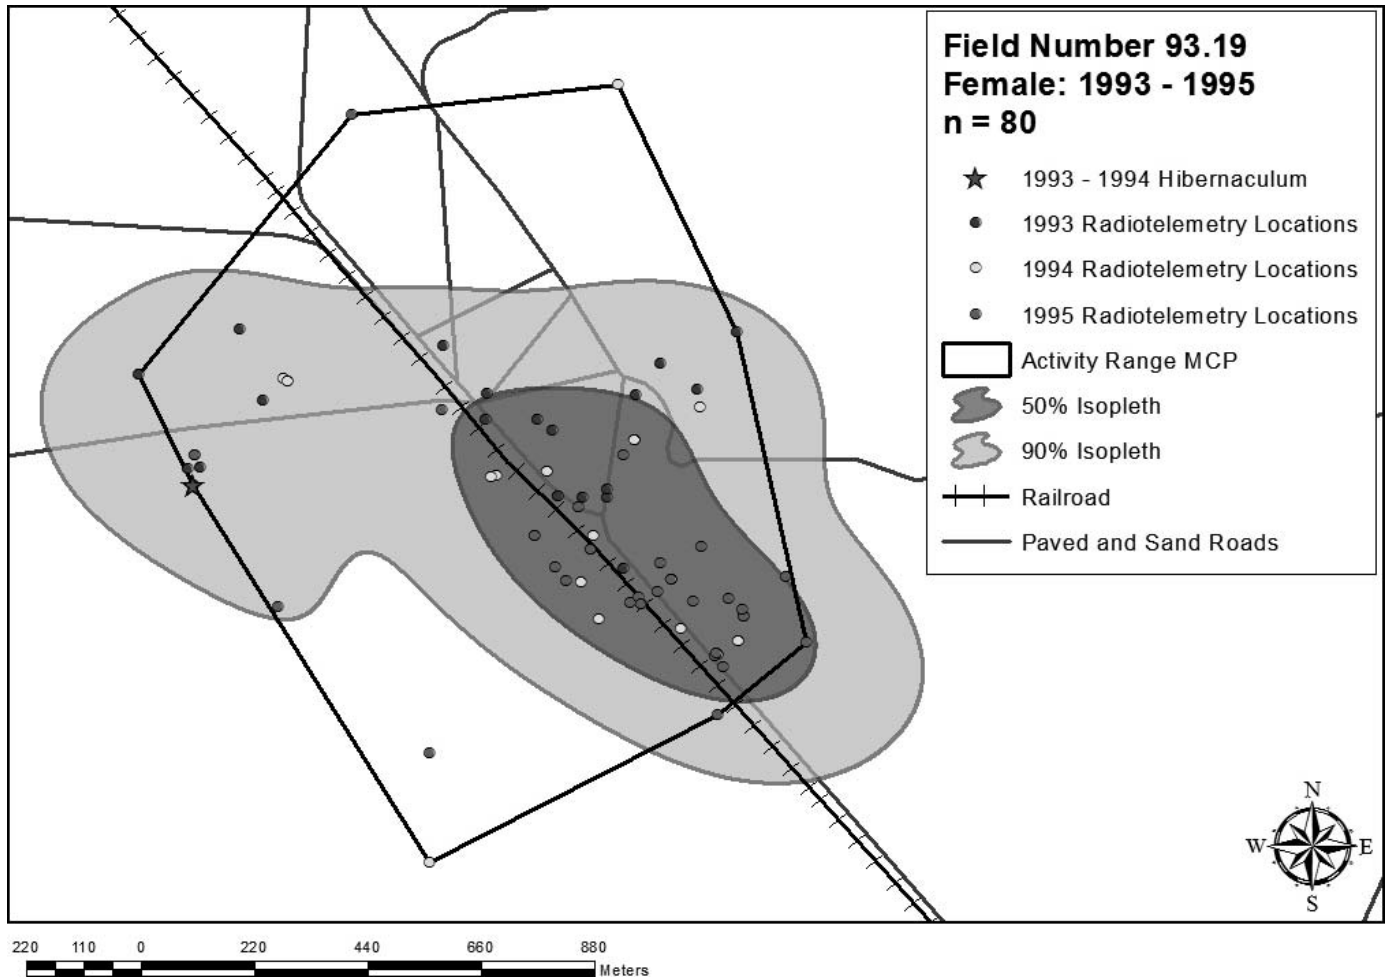 Field Number 93.19
Female: 1993 - 1995
n = 80
1993 - 1994 Hibernaculum
1993 Radiotelemetry Locations
1994 Radiotelemetry Locations
1995 Radiotelemetry Locations
Activity Range MCP
50% Isopleth
90% Isopleth
Railroad
Paved and Sand Roads
N
W E
S
220 110 0 220 440 660 880
Meters